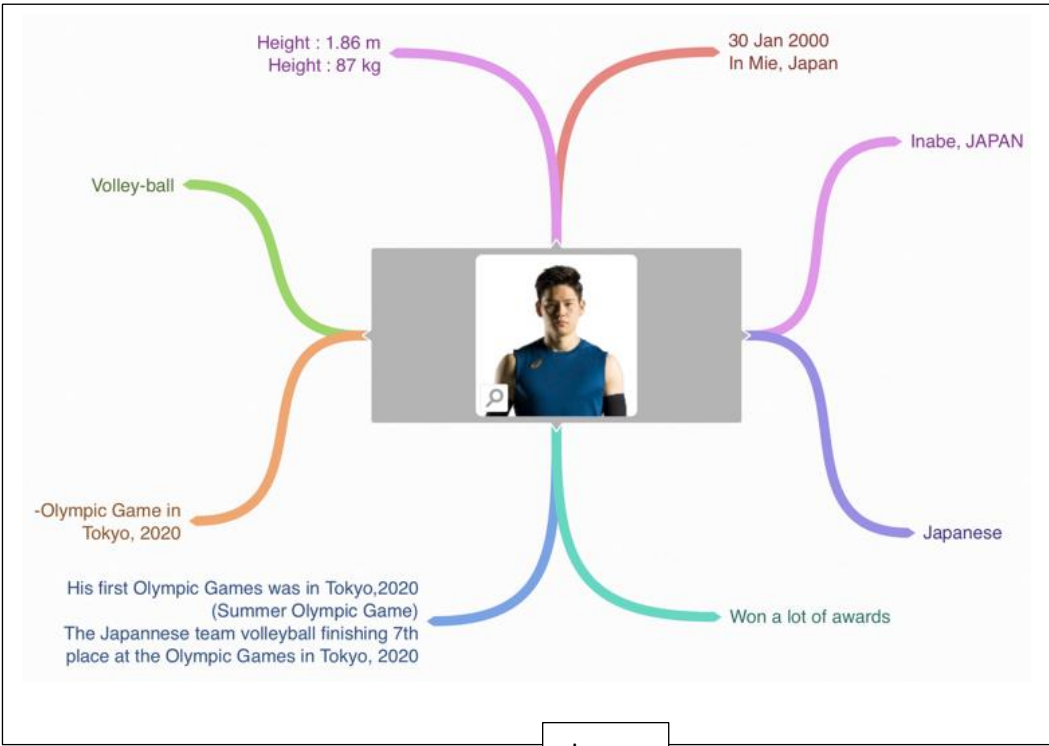 Height : 1.86 m
Height : 87 kg
30 Jan 2000
In Mie, Japan
Inabe, JAPAN
Volley-ball
-Olympic Game in
Tokyo, 2020
Japanese
His first Olympic Games was in Tokyo,2020
(Summer Olympic Game)
The Japannese team volleyball finishing 7th
place at the Olympic Games in Tokyo, 2020
Won a lot of awards